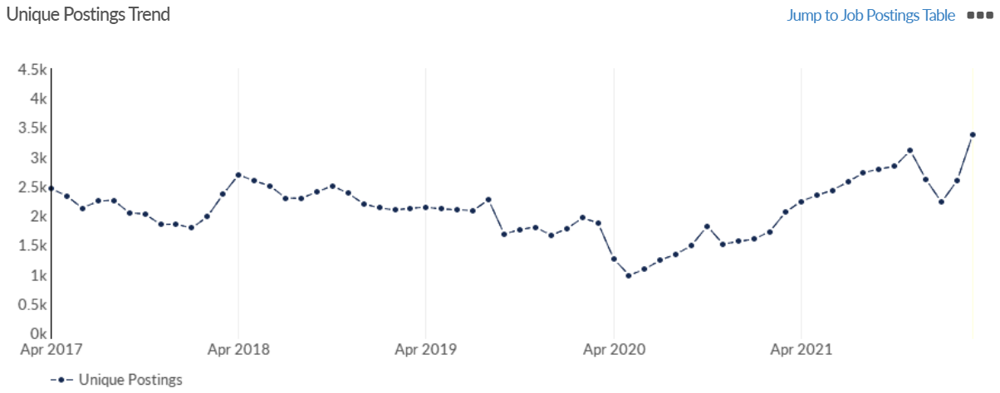 Unique Postings Trend
Jump to Job Postings Table
4.5k
4k
3.5k
3k
2.5k
2k
1.5k
1k
0.5k
0k
Apr 2017 Apr 2018 Apr 2019 Apr 2020 Apr 2021
Unique Postings